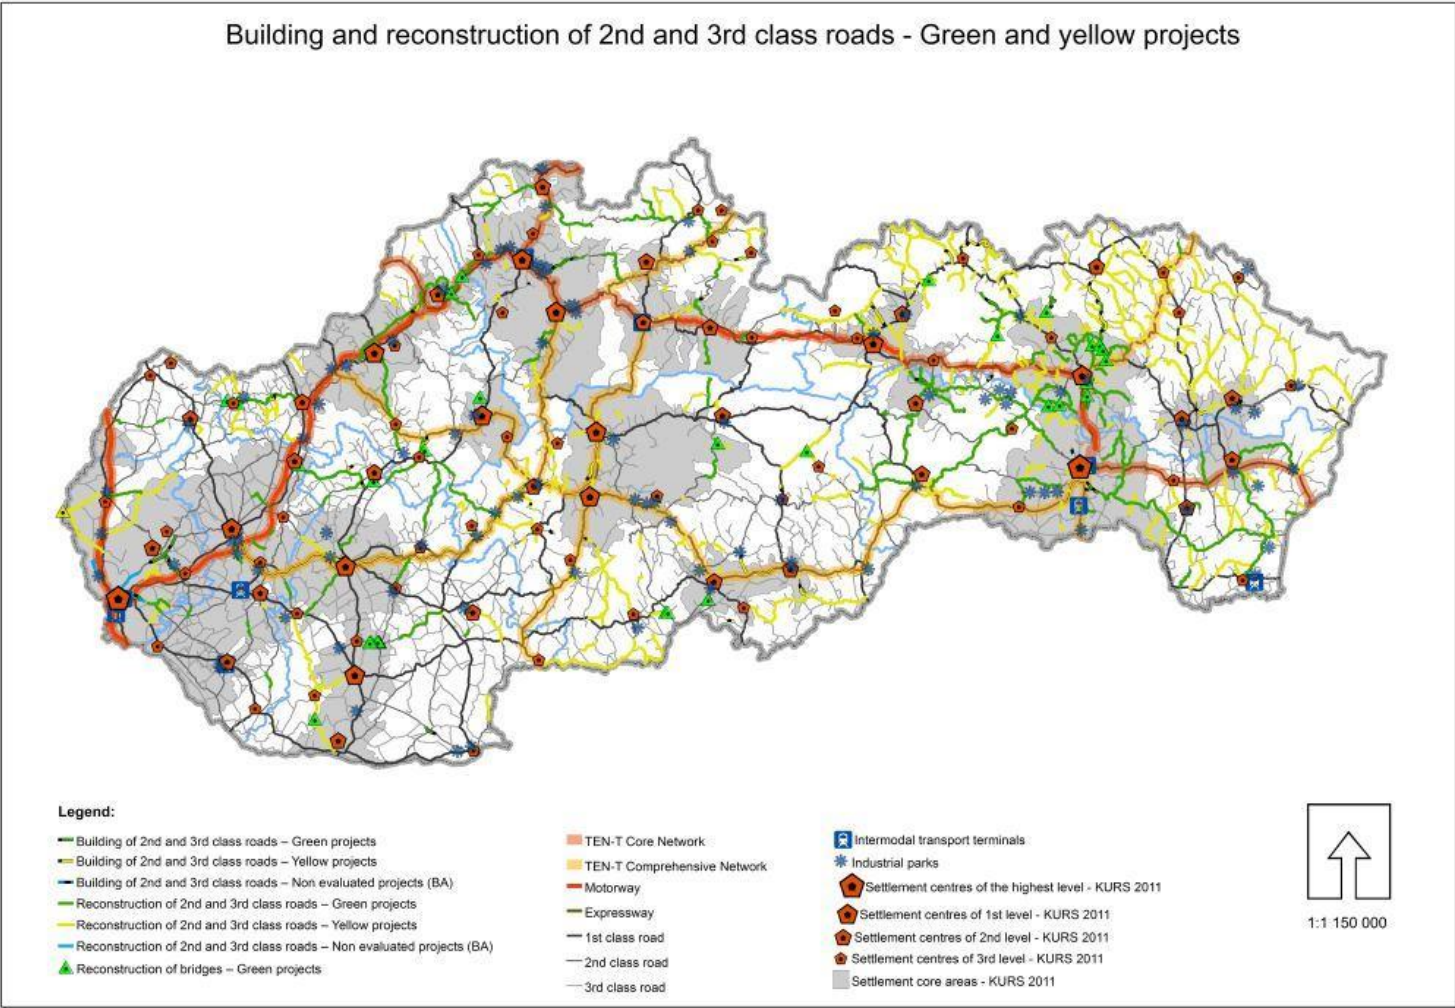 Building and reconstruction of 2nd and 3rd class roads - Green and yellow projects
Legend:
Building of 2nd and 3rd class roads – Green projects
Building of 2nd and 3rd class roads – Yellow projects
Building of 2nd and 3rd class roads – Non evaluated projects (BA)
Reconstruction of 2nd and 3rd class roads – Green projects
Reconstruction of 2nd and 3rd class roads – Yellow projects
Reconstruction of 2nd and 3rd class roads – Non evaluated projects (BA)
Reconstruction of bridges – Green projects
TEN-T Core Network
TEN-T Comprehensive Network
Motorway
Expressway
1st class road
2nd class road
3rd class road
Intermodal transport terminals
Industrial parks
Settlement centres of the highest level - KURS 2011
Settlement centres of 1st level - KURS 2011
Settlement centres of 2nd level - KURS 2011
Settlement centres of 3rd level - KURS 2011
Settlement core areas - KURS 2011
1:1 150 000